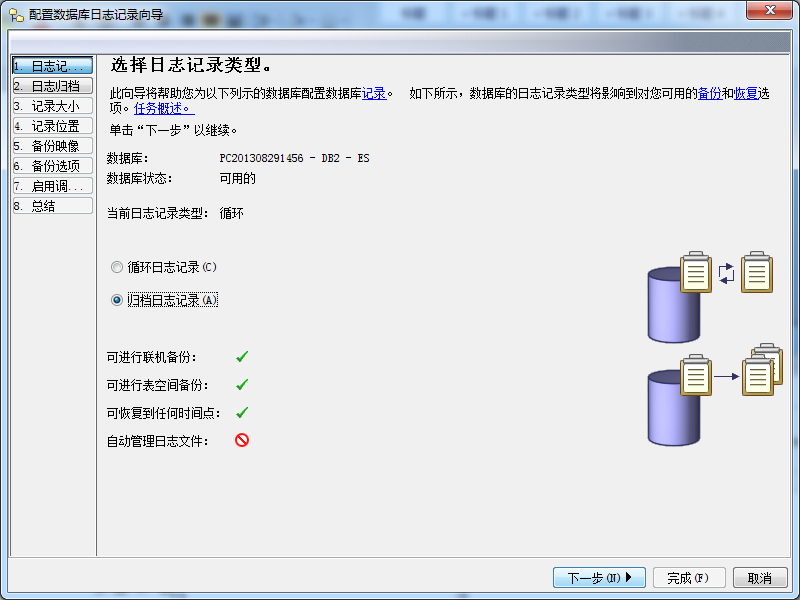 配置数据库日志记录向导
1. 日志记...
2. 日志归档
3. 记录大小
4. 记录位置
5. 备份映像
6. 备份选项
7. 启用调...
8. 总结
选择日志记录类型。
此向导将帮助您为以下列示的数据库配置数据库记录。 如下所示，数据库的日志记录类型将影响到对您可用的备份和恢复选
项。任务概述。
单击“下一步”以继续。
数据库： PC201308291456 - DB2 - ES
数据库状态： 可用的
当前日志记录类型： 循环
循环日志记录(C)
归档日志记录(A)
可进行联机备份：
可进行表空间备份：
可恢复到任何时间点：
自动管理日志文件：
下一步(N) 完成(F) 取消